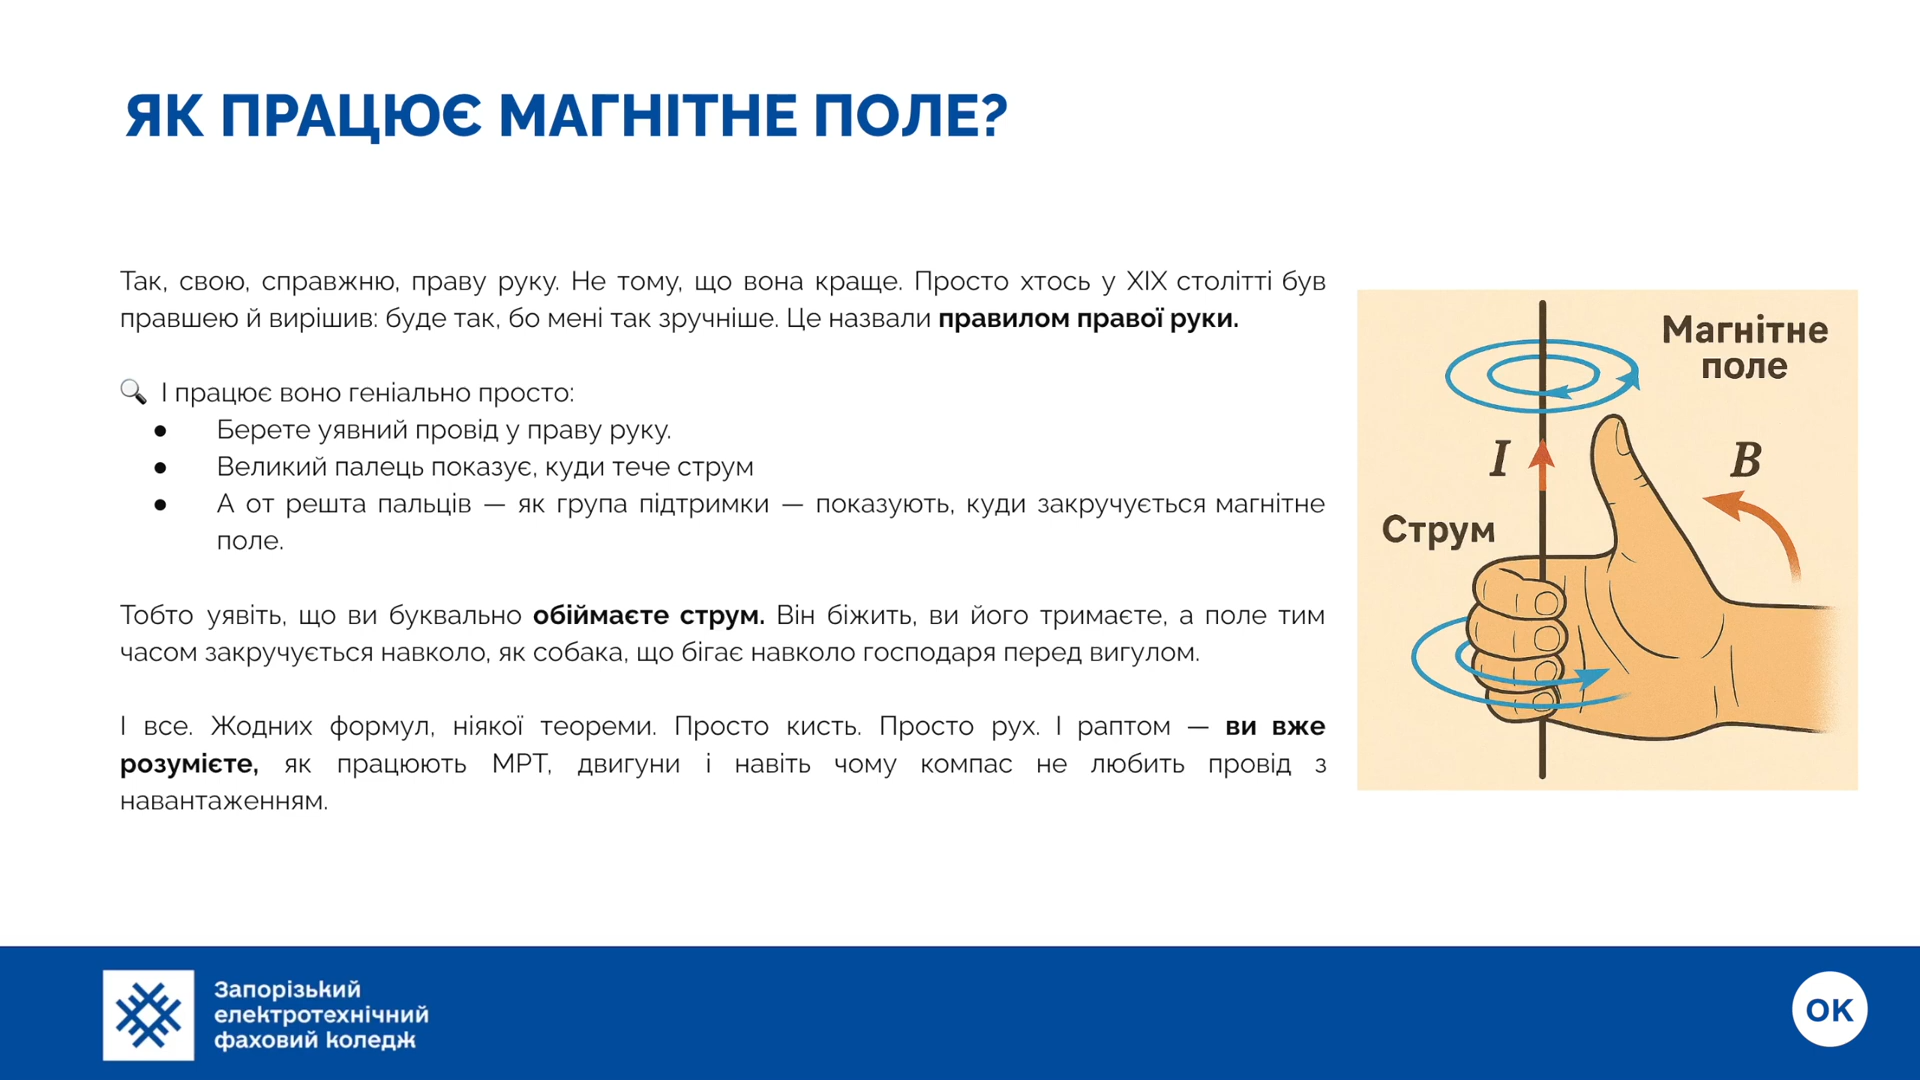 ЯК ПРАЦЮЄ МАГНІТНЕ ПОЛЕ?
Так, свою, справжню, праву руку. Не тому, що вона краще. Просто хтось у XIX столітті був
правшею й вирішив: буде так, бо мені так зручніше. Це назвали правилом правої руки.
🔍 І працює воно геніально просто:
● Берете уявний провід у праву руку.
● Великий палець показує, куди тече струм
● А от решта пальців — як група підтримки — показують, куди закручується магнітне
поле.
Тобто уявіть, що ви буквально обіймаєте струм. Він біжить, ви його тримаєте, а поле тим
часом закручується навколо, як собака, що бігає навколо господаря перед вигулом.
І все. Жодних формул, ніякої теореми. Просто кисть. Просто рух. І раптом — ви вже
розумієте, як працюють МРТ, двигуни і навіть чому компас не любить провід з
навантаженням.
Магнітне
поле
I
B
Струм
Запорізький
електротехнічний
фаховий коледж
ОК